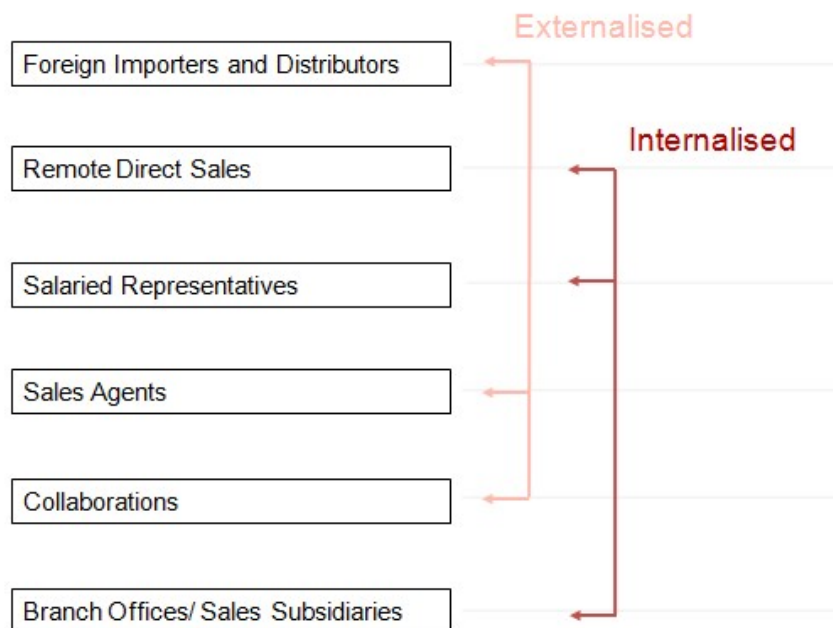 Externalised
Foreign Importers and Distributors
Internalised
Remote Direct Sales
Salaried Representatives
Sales Agents
Collaborations
Branch Offices/ Sales Subsidiaries